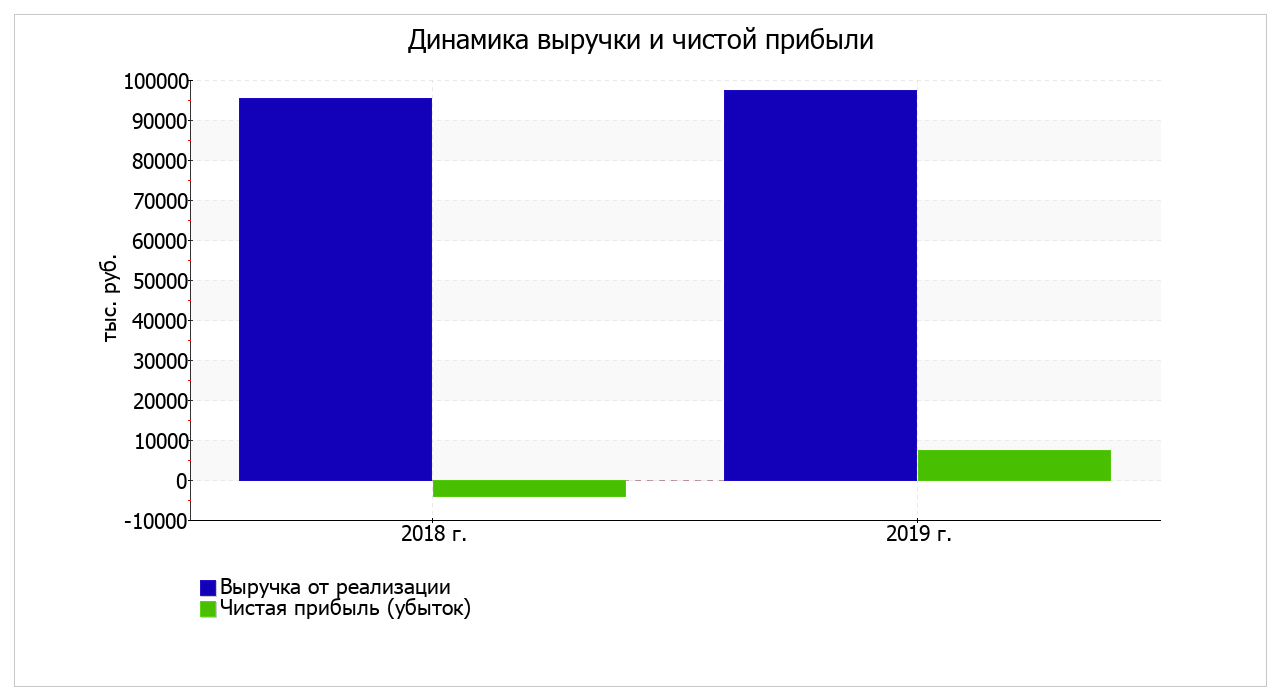 Динамика выручки и чистой прибыли
100000
90000
80000
70000
60000
50000
40000
30000
20000
10000
0
-10000
тыс. руб.
2018 г.
2019 г.
Выручка от реализации
Чистая прибыль (убыток)